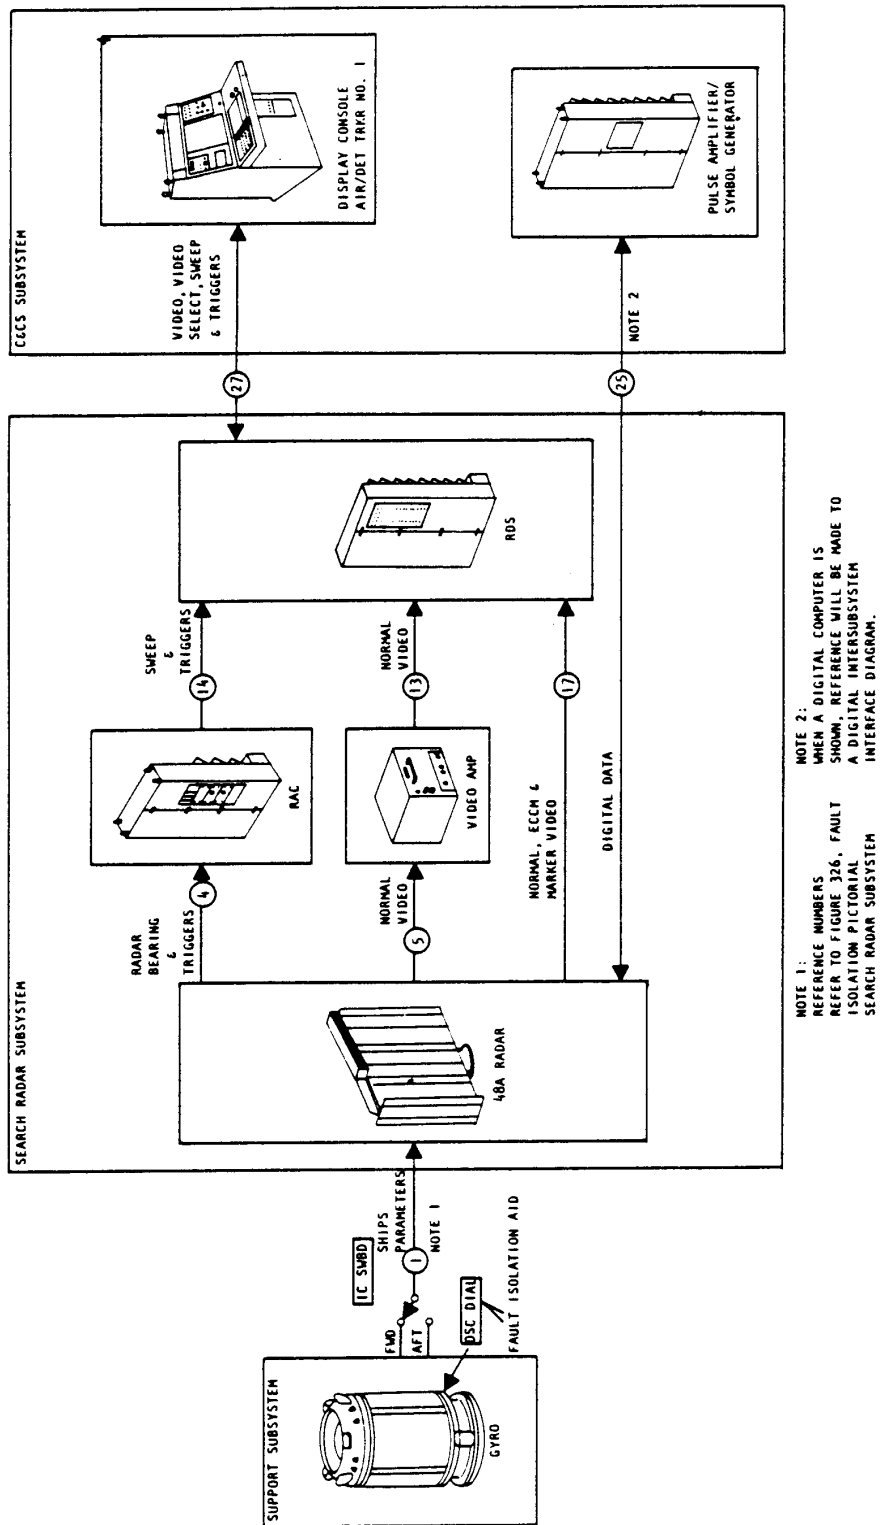 SUPPORT SUBSYSTEM
GYRO
FWD
AFT
IC SWBD
OSC DIAL
FAULT ISOLATION AID
SHIPS
PARAMETERS
1
NOTE 1
SEARCH RADAR SUBSYSTEM
48A RADAR
RADAR
BEARING
&
TRIGGERS
4
RAC
SWEEP
&
TRIGGERS
14
NORMAL
VIDEO
5
VIDEO AMP
NORMAL
VIDEO
13
NORMAL, ECCM &
MARKER VIDEO
17
RDS
DIGITAL DATA
27
25
C&CS SUBSYSTEM
VIDEO, VIDEO
SELECT, SWEEP
& TRIGGERS
DISPLAY CONSOLE
AIR/DET TRKR NO. 1
NOTE 2
PULSE AMPLIFIER/
SYMBOL GENERATOR
NOTE 1:
REFERENCE NUMBERS
REFER TO FIGURE 326, FAULT
ISOLATION PICTORIAL
SEARCH RADAR SUBSYSTEM
NOTE 2:
WHEN A DIGITAL COMPUTER IS
SHOWN, REFERENCE WILL BE MADE TO
A DIGITAL INTERSUBSYSTEM
INTERFACE DIAGRAM.